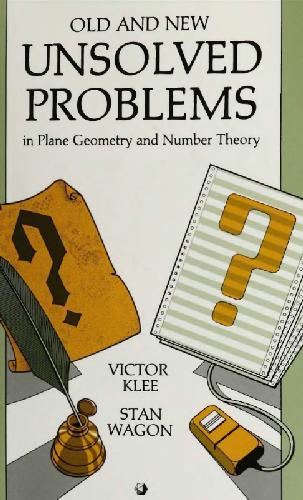 OLD AND NEW
UNSOLVED
PROBLEMS
in Plane Geometry and Number Theory
?
?
VICTOR
KLEE
STAN
WAGON